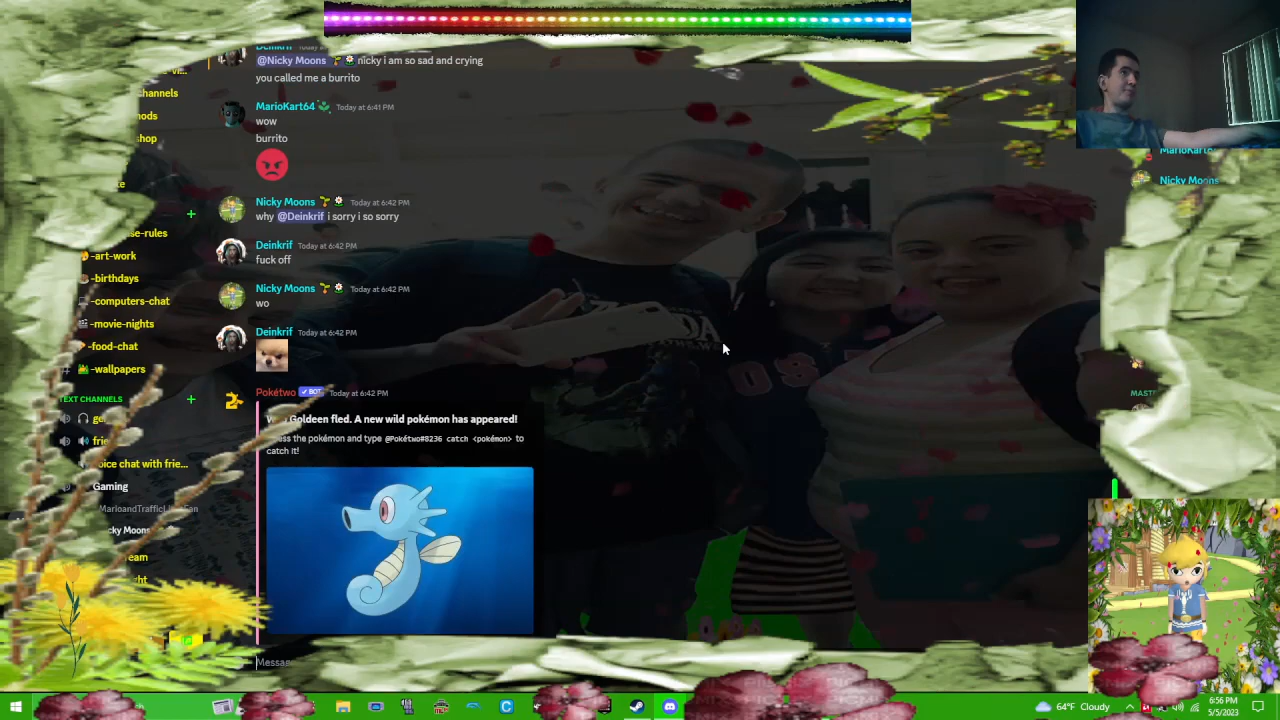 Deinkrif
@Nicky Moons nicky i am so sad and crying
you called me a burrito
MarioKart64 Today at 6:41 PM
wow
burrito
Nicky Moons Today at 6:42 PM
why @Deinkrif i sorry i so sorry
Deinkrif Today at 6:42 PM
fuck off
Nicky Moons Today at 6:42 PM
wo
Deinkrif Today at 6:42 PM
Pokétwo BOT Today at 6:42 PM
Goldeen fled. A new wild pokémon has appeared!
the pokémon and type @Pokétwo#8236 catch <pokémon> to
catch it!
-art-work
-birthdays
-computers-chat
-movie-nights
-food-chat
-wallpapers
TEXT CHANNELS
Gaming
Nicky Moons
64°F Cloudy
6:56 PM
5/5/2023